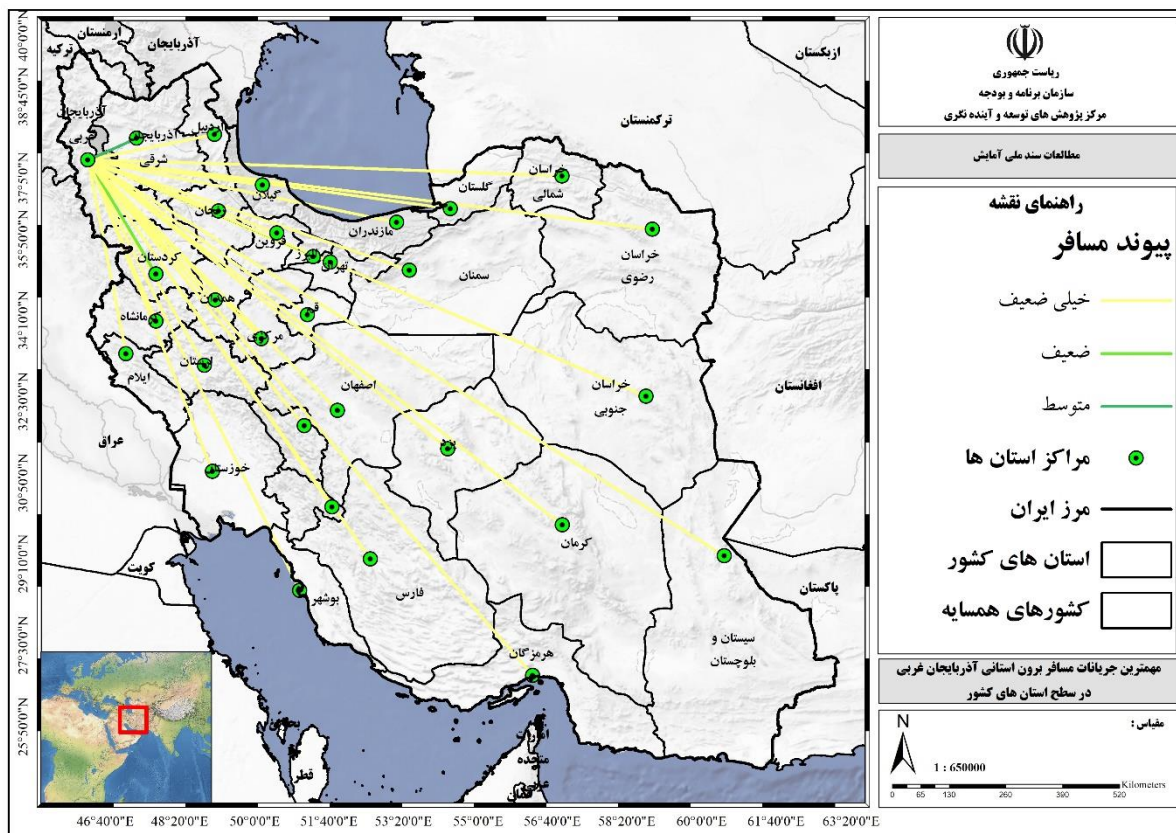 ریاست جمهوری
سازمان برنامه و بودجه
مرکز پژوهش های توسعه و آینده نگری
مطالعات سند ملی آمایش
راهنمای نقشه
پیوند مسافر
خیلی ضعیف
ضعیف
متوسط
مراکز استان ها
مرز ایران
استان های کشور
کشورهای همسایه
مهمترین جریانات مسافر برون استانی آذربایجان غربی
در سطح استان های کشور
مقیاس :
N
1 : 650000
Kilometers
0 65 130 260 390 520
ارمنستان
ترکیه
آذربایجان
ازبکستان
ترکمنستان
افغانستان
پاکستان
عراق
کویت
قطر
امارات
متحده
آذربایجان
غربی
آذربایجان
شرقی
اردبیل
گیلان
زنجان
قزوین
البرز
تهران
مازندران
گلستان
خراسان
شمالی
خراسان
رضوی
سمنان
کردستان
همدان
کرمانشاه
قم
مرکزی
لرستان
ایلام
اصفهان
خراسان
جنوبی
یزد
خوزستان
کرمان
فارس
بوشهر
هرمزگان
سیستان و
بلوچستان
40°0'0"N
38°45'0"N
37°5'0"N
35°50'0"N
34°10'0"N
32°30'0"N
30°50'0"N
29°10'0"N
27°30'0"N
25°50'0"N
46°40'0"E 48°20'0"E 50°0'0"E 51°40'0"E 53°20'0"E 55°0'0"E 56°40'0"E 58°20'0"E 60°0'0"E 61°40'0"E 63°20'0"E